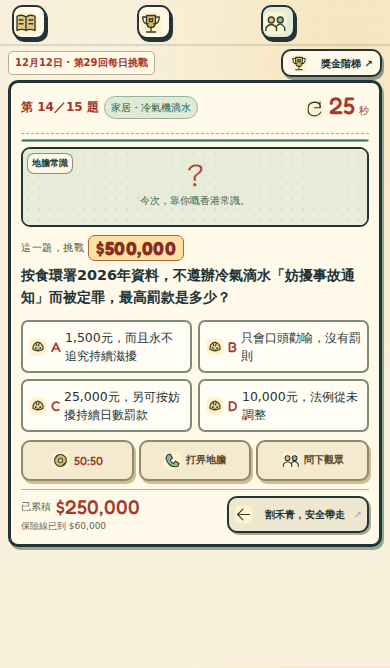 12月12日 · 第29回每日挑戰
獎金階梯 ↗
第 14／15 題
家居 · 冷氣機滴水
25 秒
地膽常識
?
今次，靠你嘅香港常識。
這一題，挑戰 $500,000
按食環署2026年資料，不遵辦冷氣滴水「妨擾事故通
知」而被定罪，最高罰款是多少？
A 1,500元，而且永不
追究持續滋擾
B 只會口頭勸喻，沒有罰
則
C 25,000元，另可按妨
擾持續日數罰款
D 10,000元，法例從未
調整
50:50
打畀地膽
問下觀眾
已累積 $250,000
保險線已到 $60,000
割禾青，安全帶走 ↗